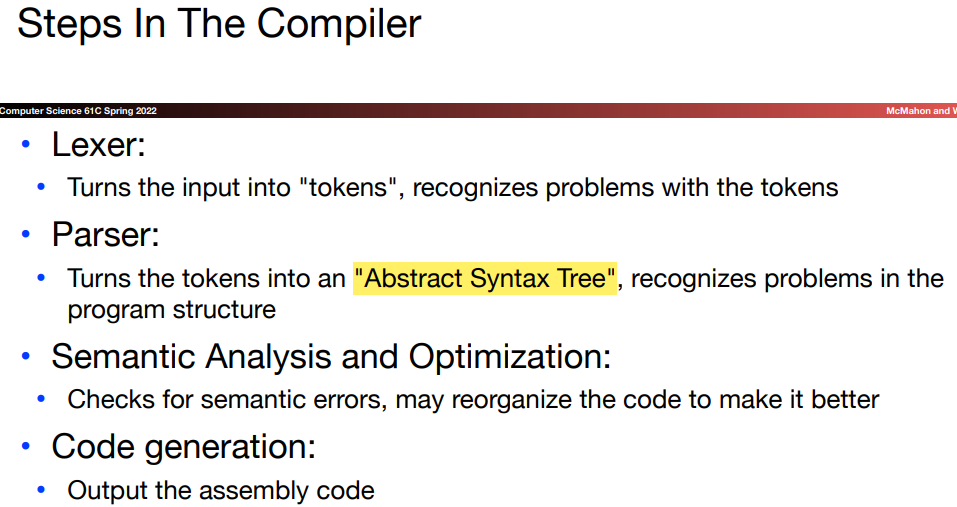 Steps In The Compiler
Computer Science 61C Spring 2022
McMahon and W
• Lexer:
• Turns the input into "tokens", recognizes problems with the tokens
• Parser:
• Turns the tokens into an "Abstract Syntax Tree", recognizes problems in the
program structure
• Semantic Analysis and Optimization:
• Checks for semantic errors, may reorganize the code to make it better
• Code generation:
• Output the assembly code